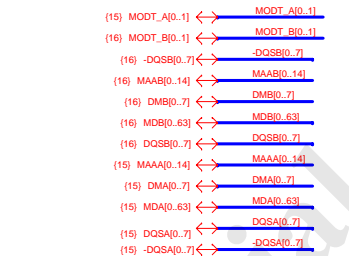 {15} MODT_A[0..1] MODT_A[0..1]
{16} MODT_B[0..1] MODT_B[0..1]
{16} -DQSB[0..7] -DQSB[0..7]
{16} MAAB[0..14] MAAB[0..14]
{16} DMB[0..7] DMB[0..7]
{16} MDB[0..63] MDB[0..63]
{16} DQSB[0..7] DQSB[0..7]
{15} MAAA[0..14] MAAA[0..14]
{15} DMA[0..7] DMA[0..7]
{15} MDA[0..63] MDA[0..63]
{15} DQSA[0..7] DQSA[0..7]
{15} -DQSA[0..7] -DQSA[0..7]